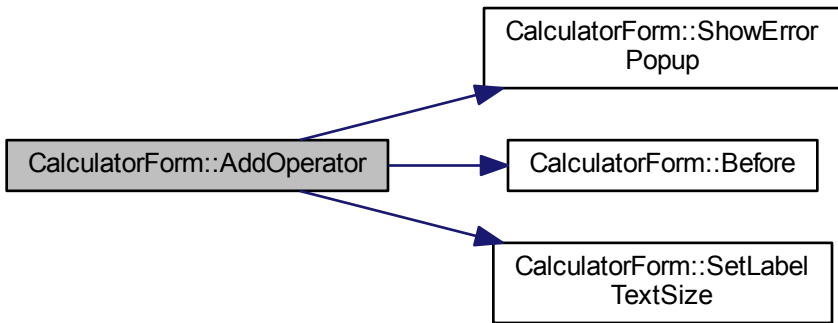 CalculatorForm::ShowError
Popup
CalculatorForm::AddOperator
CalculatorForm::Before
CalculatorForm::SetLabel
TextSize